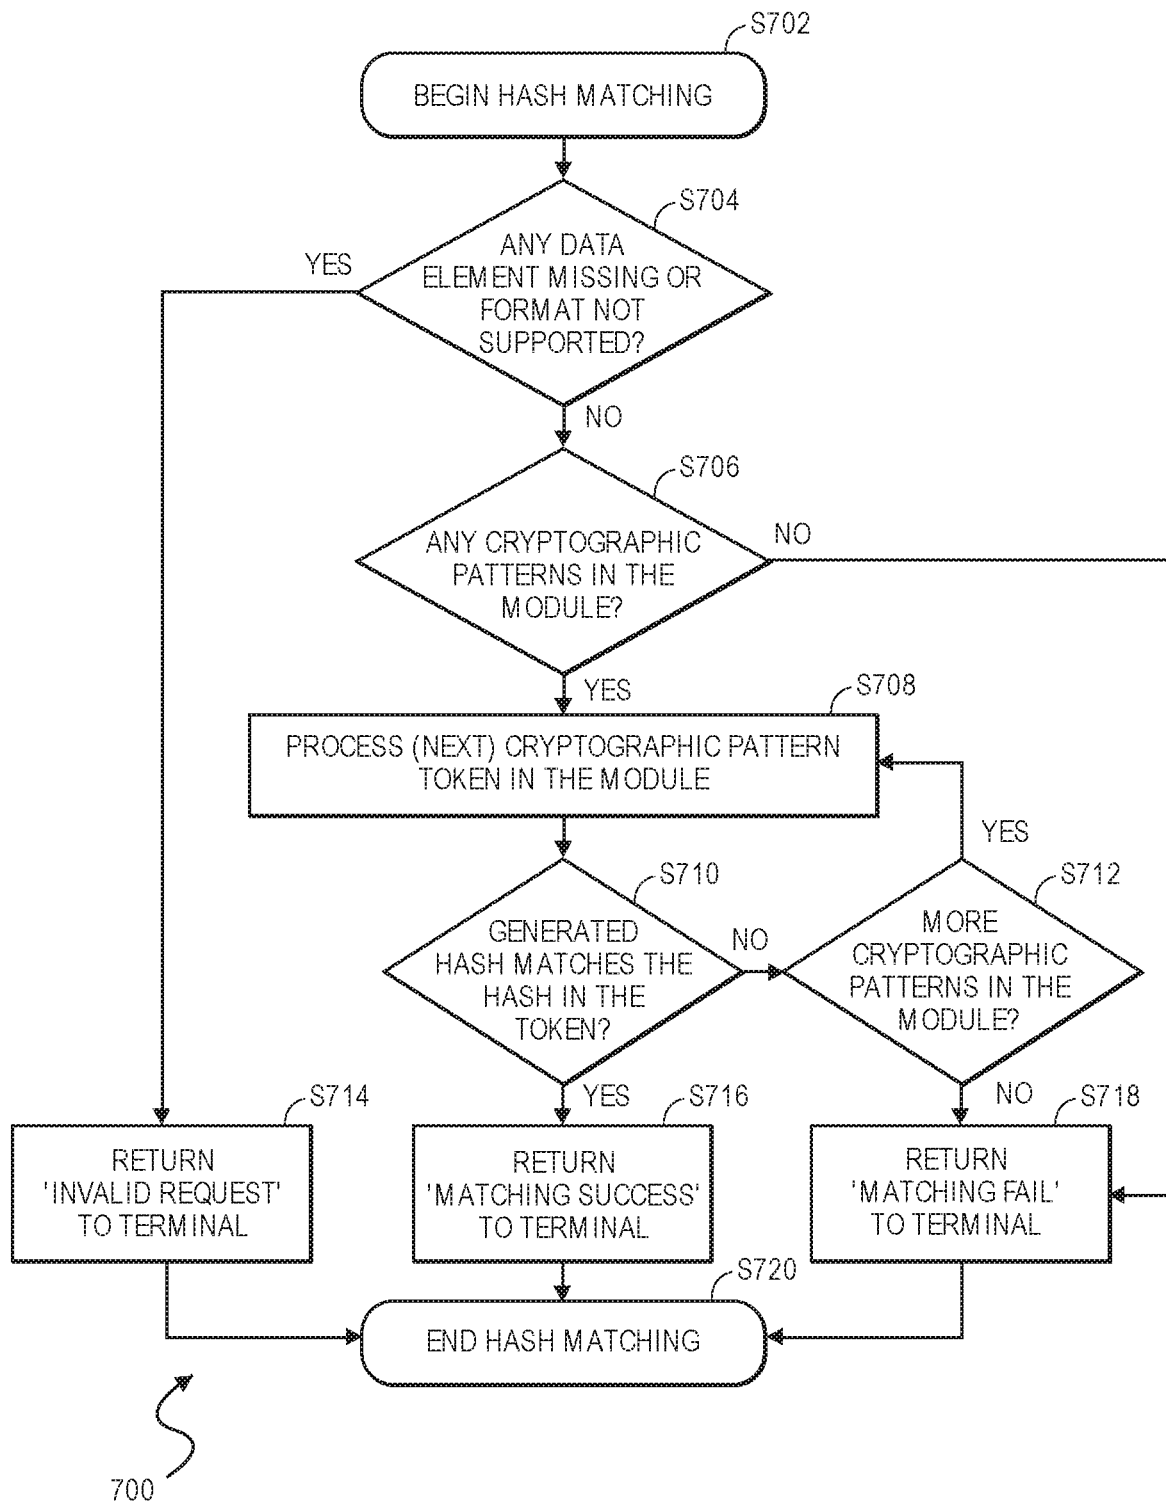 S702
BEGIN HASH MATCHING
S704
YES
ANY DATA
ELEMENT MISSING OR
FORMAT NOT
SUPPORTED?
NO
S706
NO
ANY CRYPTOGRAPHIC
PATTERNS IN THE
MODULE?
YES
S708
PROCESS (NEXT) CRYPTOGRAPHIC PATTERN
TOKEN IN THE MODULE
YES
S710
S712
GENERATED
HASH MATCHES THE
HASH IN THE
TOKEN?
NO
MORE
CRYPTOGRAPHIC
PATTERNS IN THE
MODULE?
YES
NO
S714
RETURN
'INVALID REQUEST'
TO TERMINAL
S716
RETURN
'MATCHING SUCCESS'
TO TERMINAL
S718
RETURN
'MATCHING FAIL'
TO TERMINAL
S720
END HASH MATCHING
700